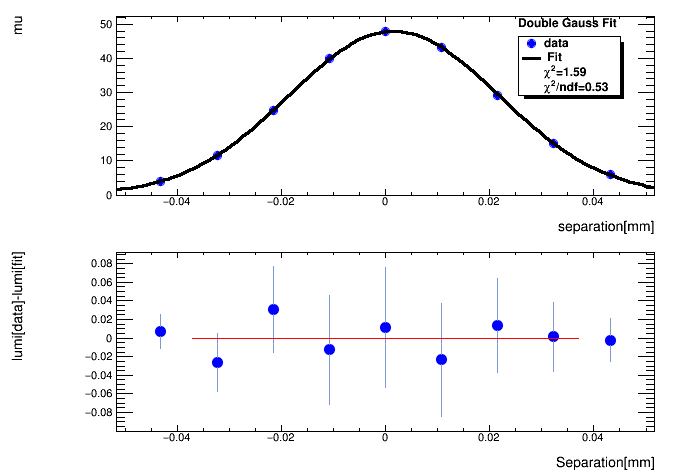 mu
Double Gauss Fit
data
Fit
χ²=1.59
χ²/ndf=0.53
50
40
30
20
10
0
−0.04 −0.02 0 0.02 0.04
separation[mm]
lumi[data]-lumi[fit]
0.08
0.06
0.04
0.02
0
−0.02
−0.04
−0.06
−0.08
−0.04 −0.02 0 0.02 0.04
Separation[mm]